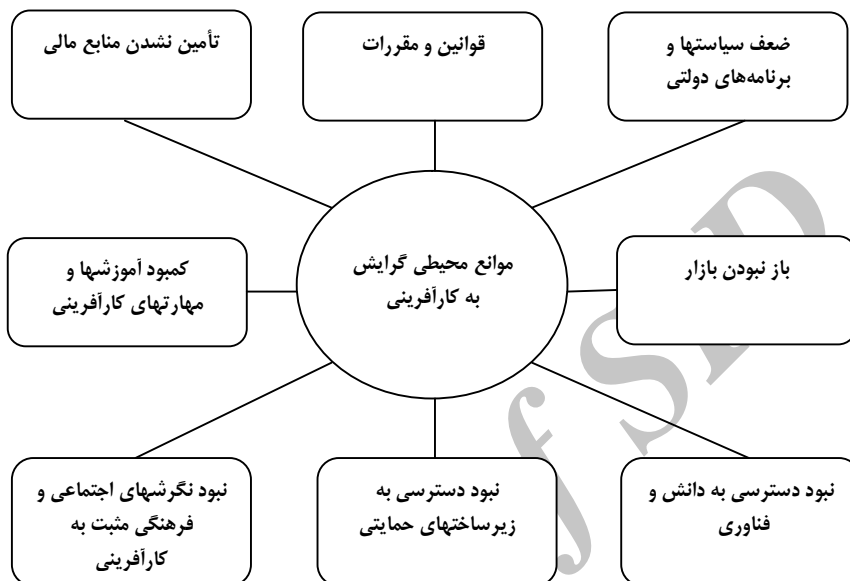 ضعف سیاستها و
برنامه‌های دولتی
قوانین و مقررات
تأمین نشدن منابع مالی
باز نبودن بازار
موانع محیطی گرایش
به کارآفرینی
کمبود آموزشها و
مهارتهای کارآفرینی
نبود دسترسی به دانش و
فناوری
نبود دسترسی به
زیرساختهای حمایتی
نبود نگرشهای اجتماعی و
فرهنگی مثبت به
کارآفرینی
f SID